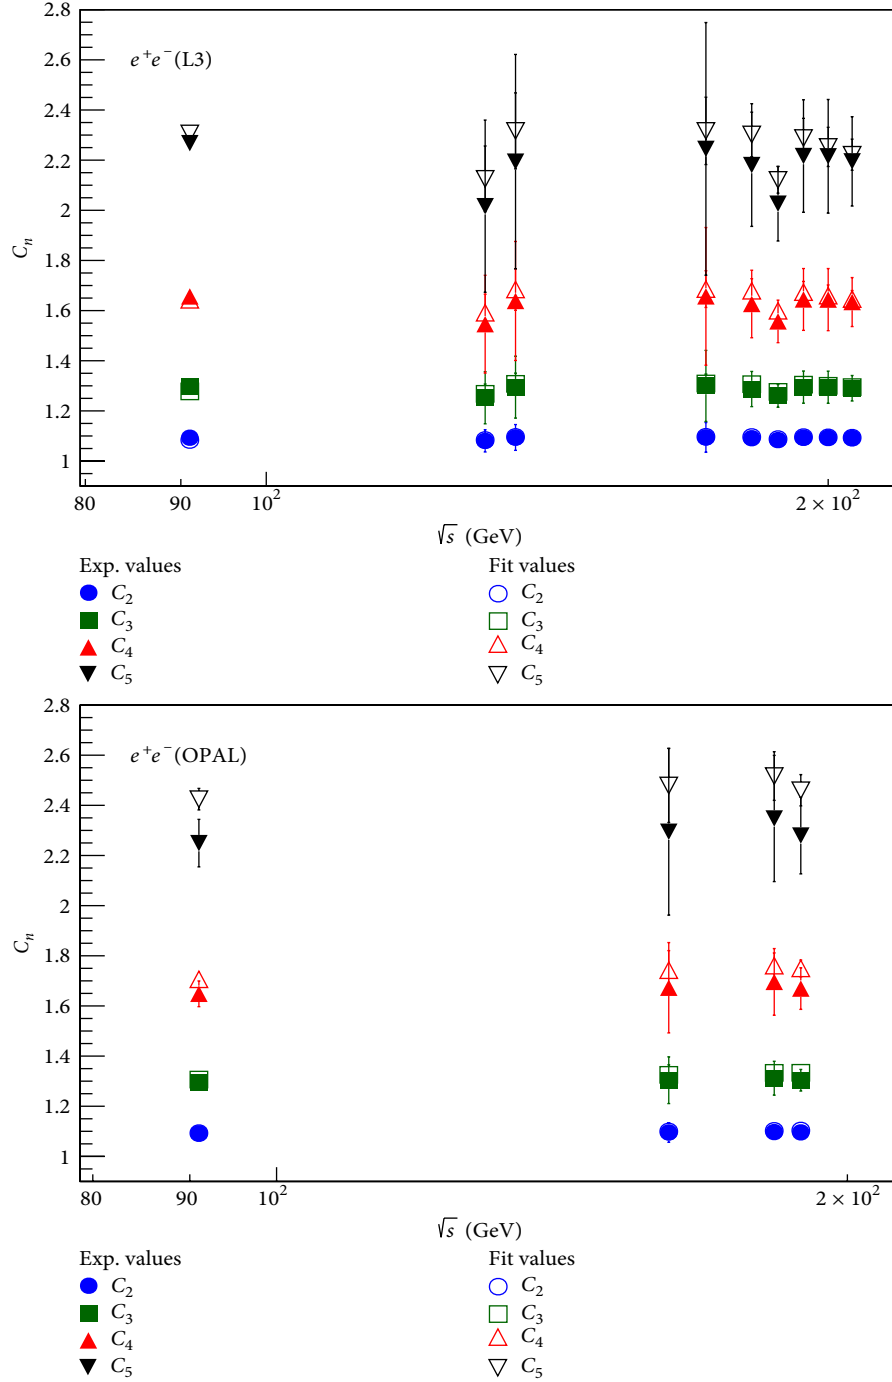 2.8
e⁺e⁻(L3)
2.6
2.4
2.2
2
Cₙ
1.8
1.6
1.4
1.2
1
80 90 10² 2 × 10²
√s (GeV)
Exp. values Fit values
C₂ C₂
C₃ C₃
C₄ C₄
C₅ C₅
2.8
e⁺e⁻(OPAL)
2.6
2.4
2.2
2
Cₙ
1.8
1.6
1.4
1.2
1
80 90 10² 2 × 10²
√s (GeV)
Exp. values Fit values
C₂ C₂
C₃ C₃
C₄ C₄
C₅ C₅